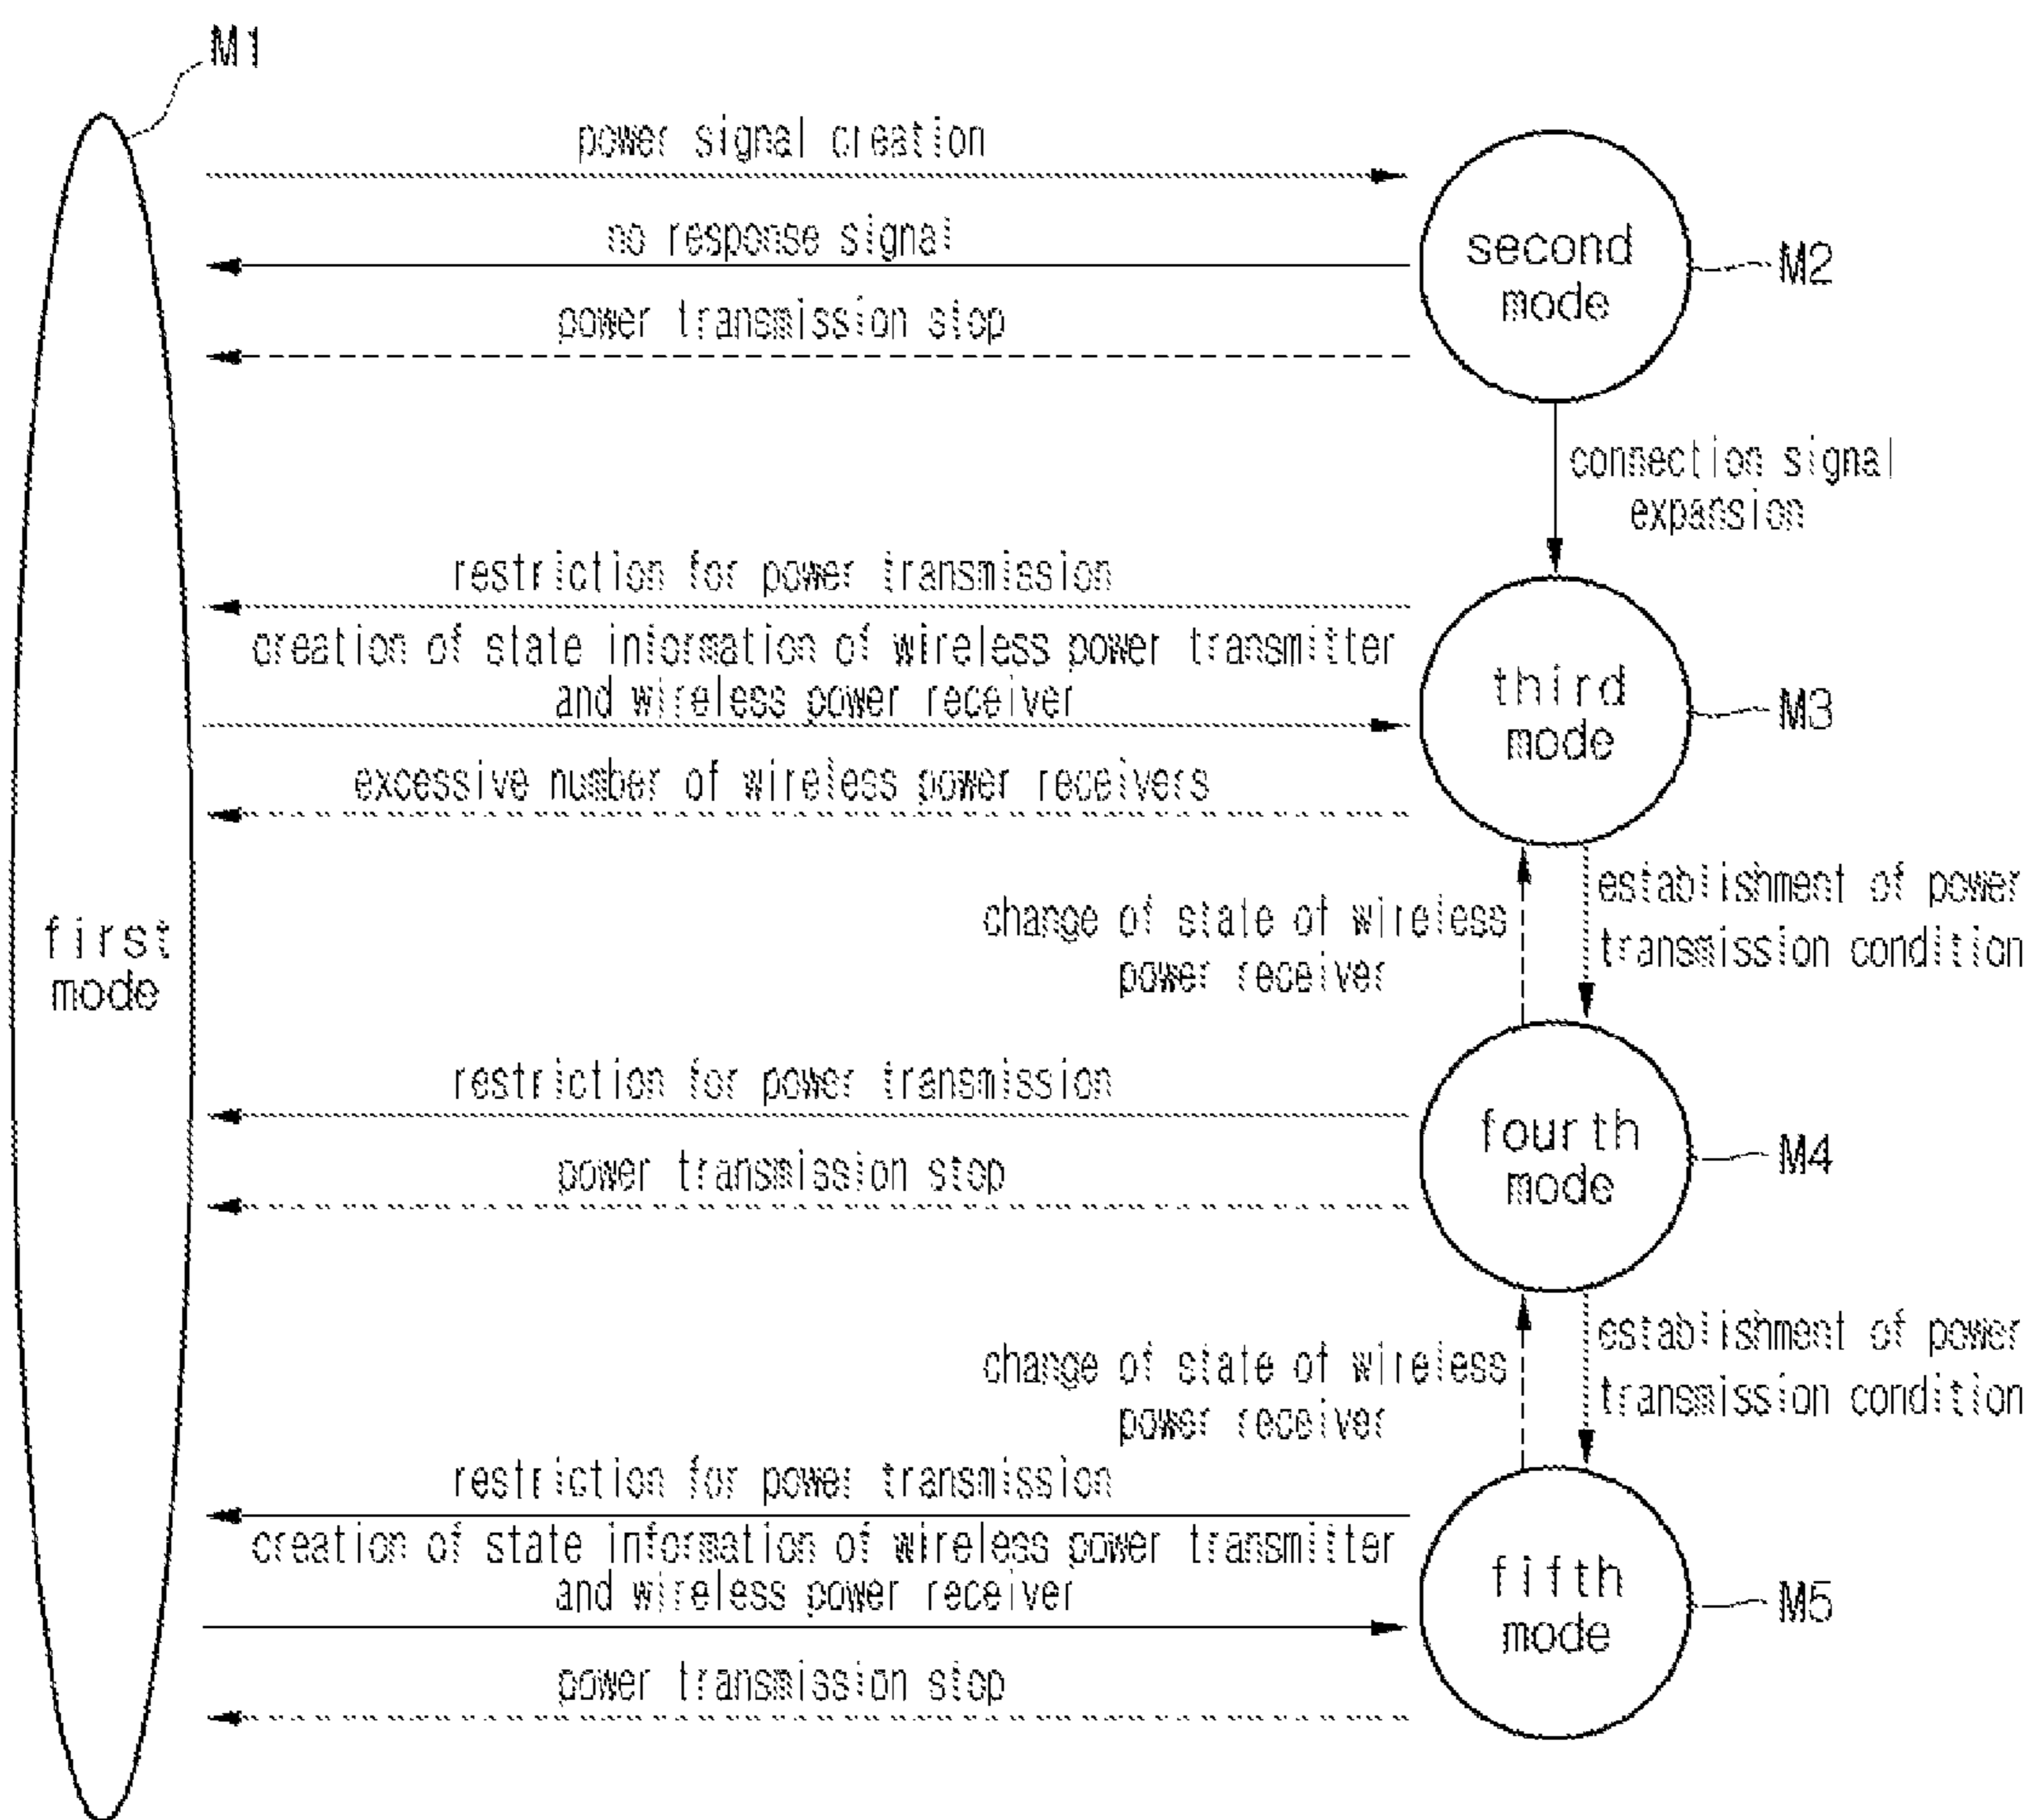 M1
power signal creation
no response signal
second
mode
M2
power transmission stop
connection signal
expansion
restriction for power transmission
creation of state information of wireless power transmitter
and wireless power receiver
third
mode
M3
excessive number of wireless power receivers
establishment of power
transmission condition
change of state of wireless
power receiver
first
mode
restriction for power transmission
fourth
mode
M4
power transmission stop
establishment of power
transmission condition
change of state of wireless
power receiver
restriction for power transmission
creation of state information of wireless power transmitter
and wireless power receiver
fifth
mode
M5
power transmission stop